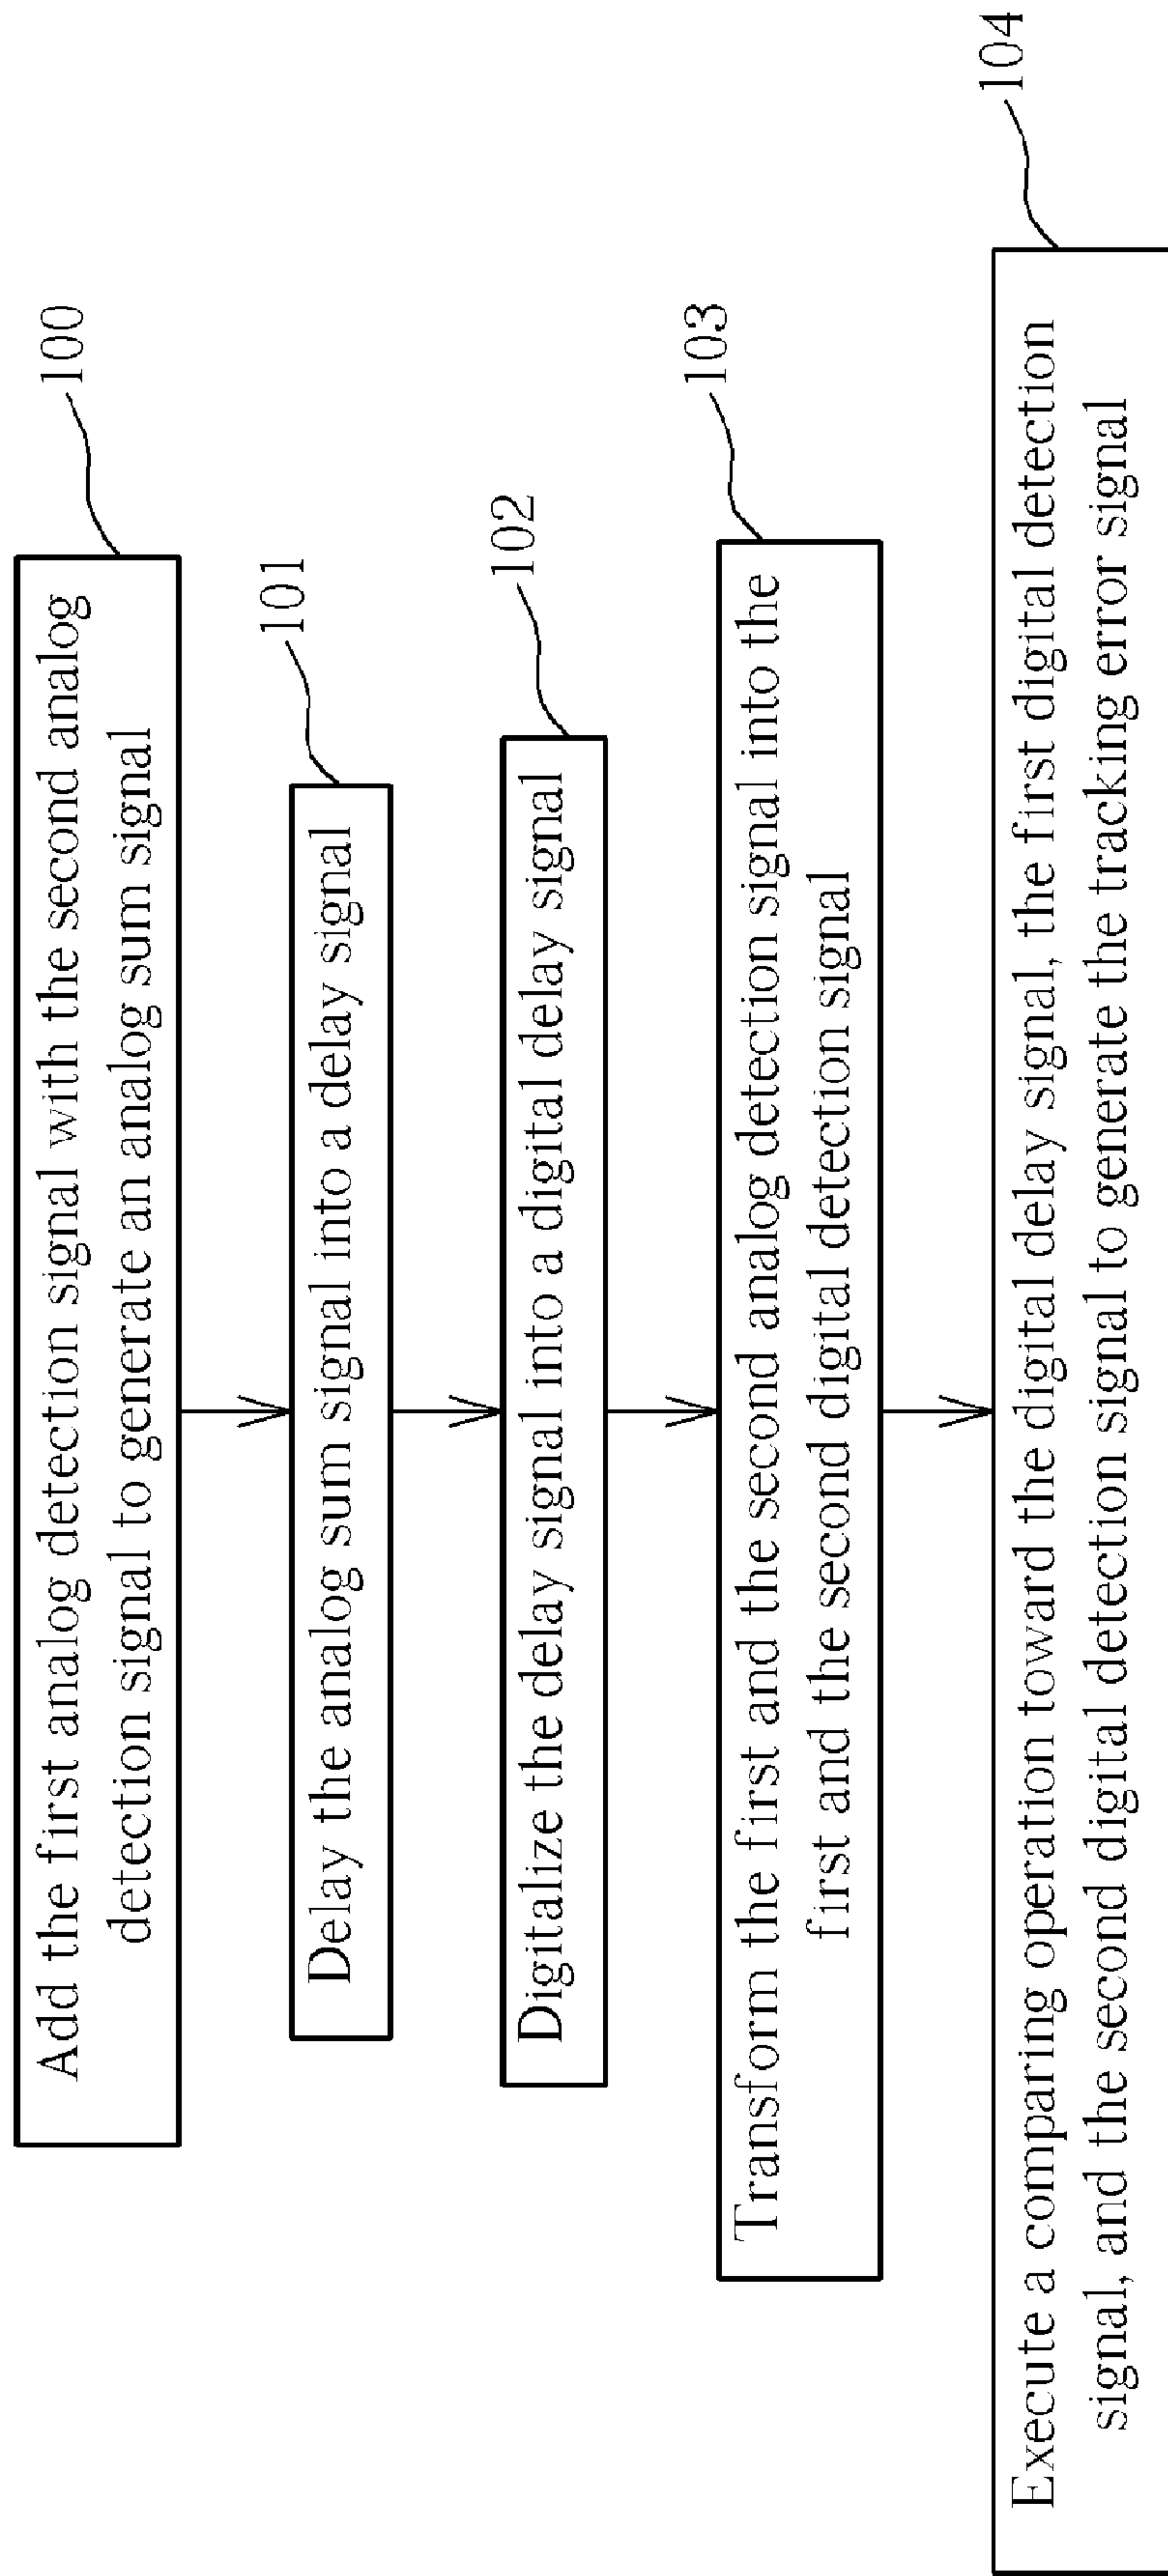 100
Add the first analog detection signal with the second analog
detection signal to generate an analog sum signal
101
Delay the analog sum signal into a delay signal
102
Digitalize the delay signal into a digital delay signal
103
Transform the first and the second analog detection signal into the
first and the second digital detection signal
104
Execute a comparing operation toward the digital delay signal, the first digital detection
signal, and the second digital detection signal to generate the tracking error signal